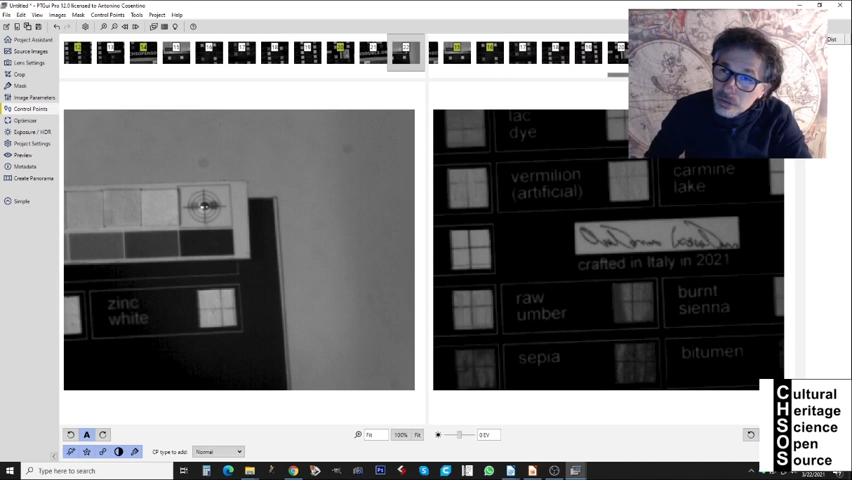 Untitled * - PTGui Pro 12.0 licensed to Antonino Cosentino
File Edit View Images Mask Control Points Tools Project Help
Project Assistant
Source Images
Lens Settings
Crop
Mask
Image Parameters
Control Points
Optimizer
Exposure / HDR
Project Settings
Preview
Metadata
Create Panorama
Simple
Dist
zinc
white
lac
dye
vermilion
(artificial)
carmine
lake
crafted in Italy in 2021
raw
umber
burnt
sienna
sepia
bitumen
A
Fit
100%
Fit
0 EV
CP type to add:
Normal
Cultural
Heritage
Science
Open
Source
Type here to search
3/22/2021